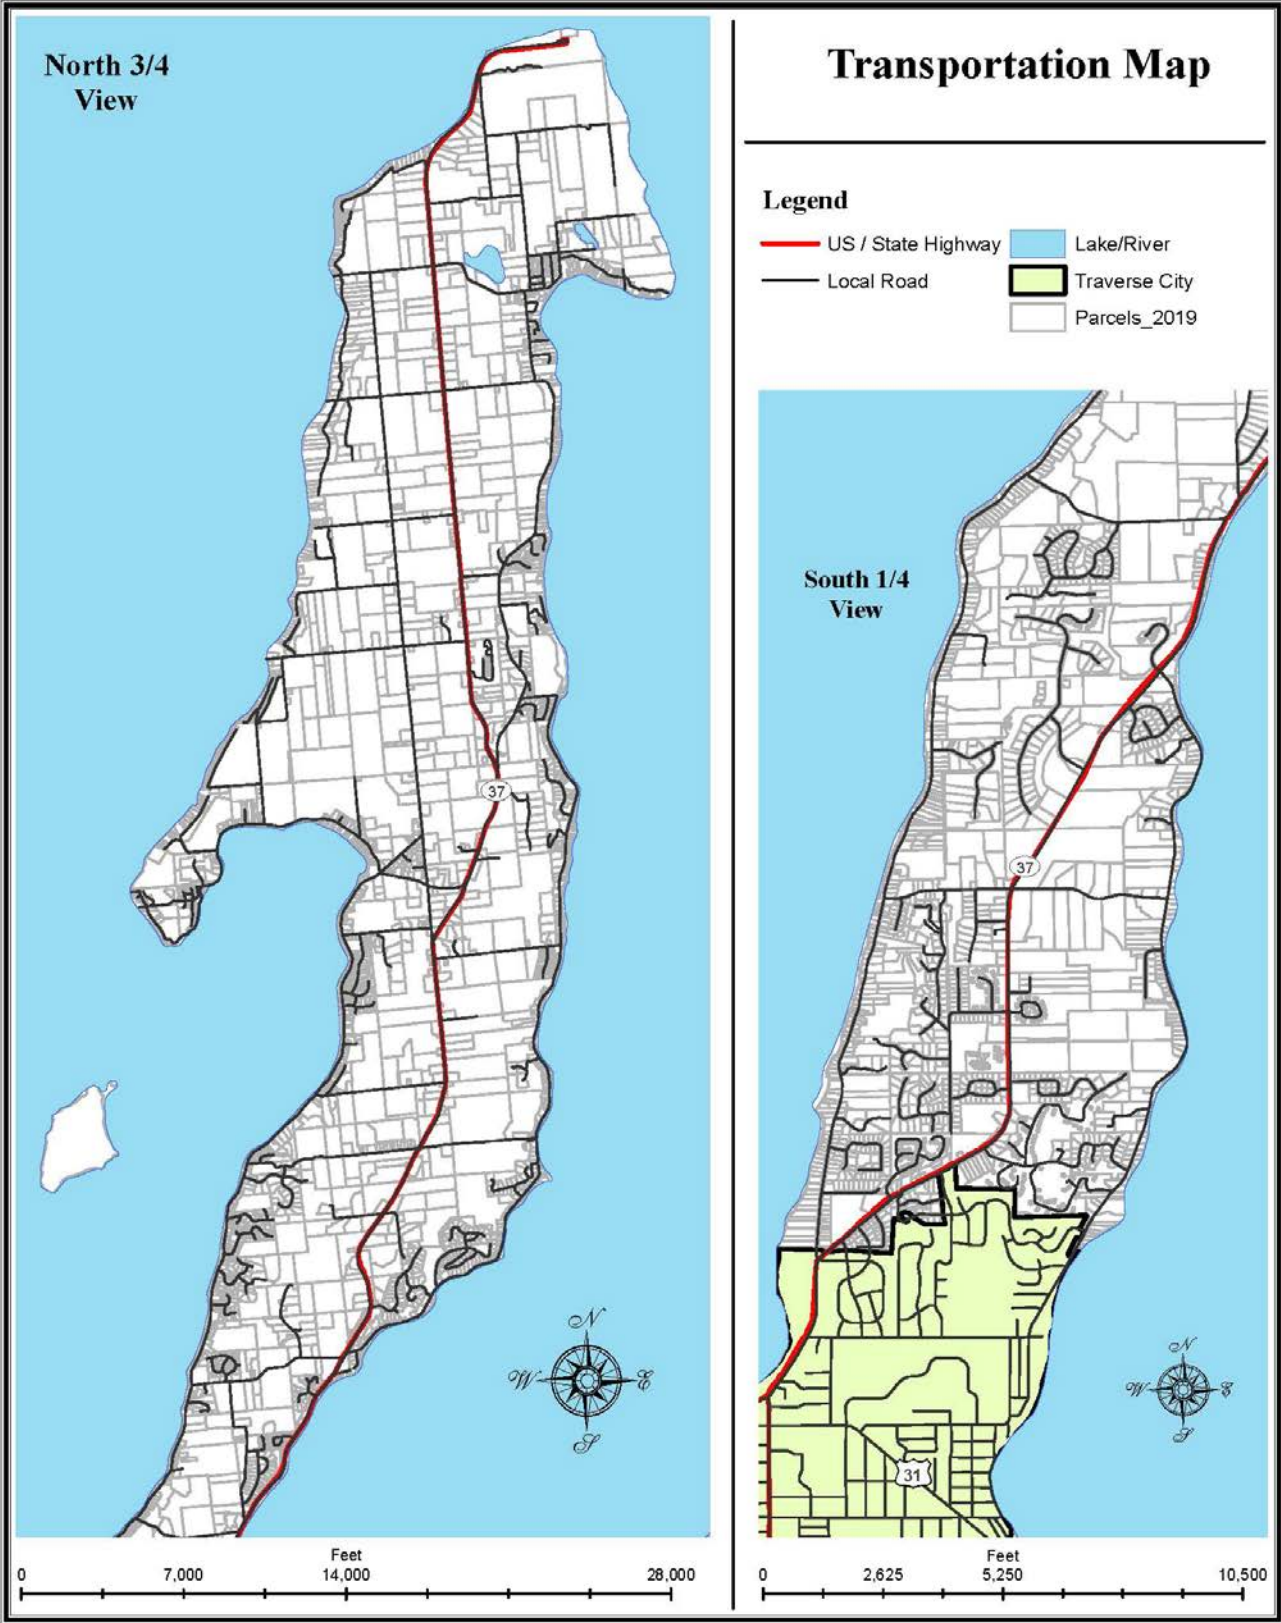 North 3/4
View
Transportation Map
Legend
US / State Highway
Lake/River
Local Road
Traverse City
Parcels_2019
South 1/4
View
37
37
N
W
E
S
N
W
E
S
31
Feet
0
7,000
14,000
28,000
Feet
0
2,625
5,250
10,500